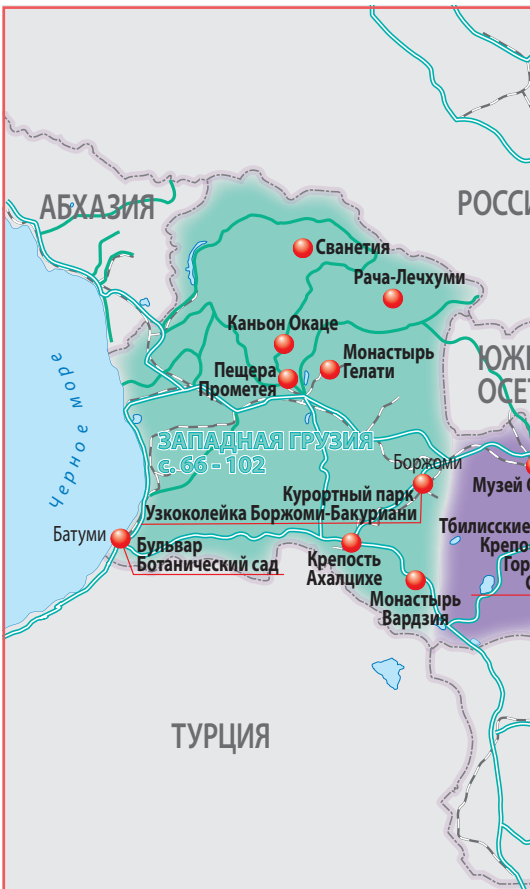 АБХАЗИЯ
РОССИ
Сванетия
Рача-Лечхуми
Каньон Окаце
Монастырь
Гелати
Пещера
Прометея
ЮЖ
ОСЕТ
Черное море
ЗАПАДНАЯ ГРУЗИЯ
с. 66 - 102
Боржоми
Музей
Курортный парк
Узкоколейка Боржоми-Бакуриани
Батуми
Бульвар
Ботанический сад
Крепость
Ахалцихе
Тбилисские
Крепо
Гор
Монастырь
Вардзия
ТУРЦИЯ